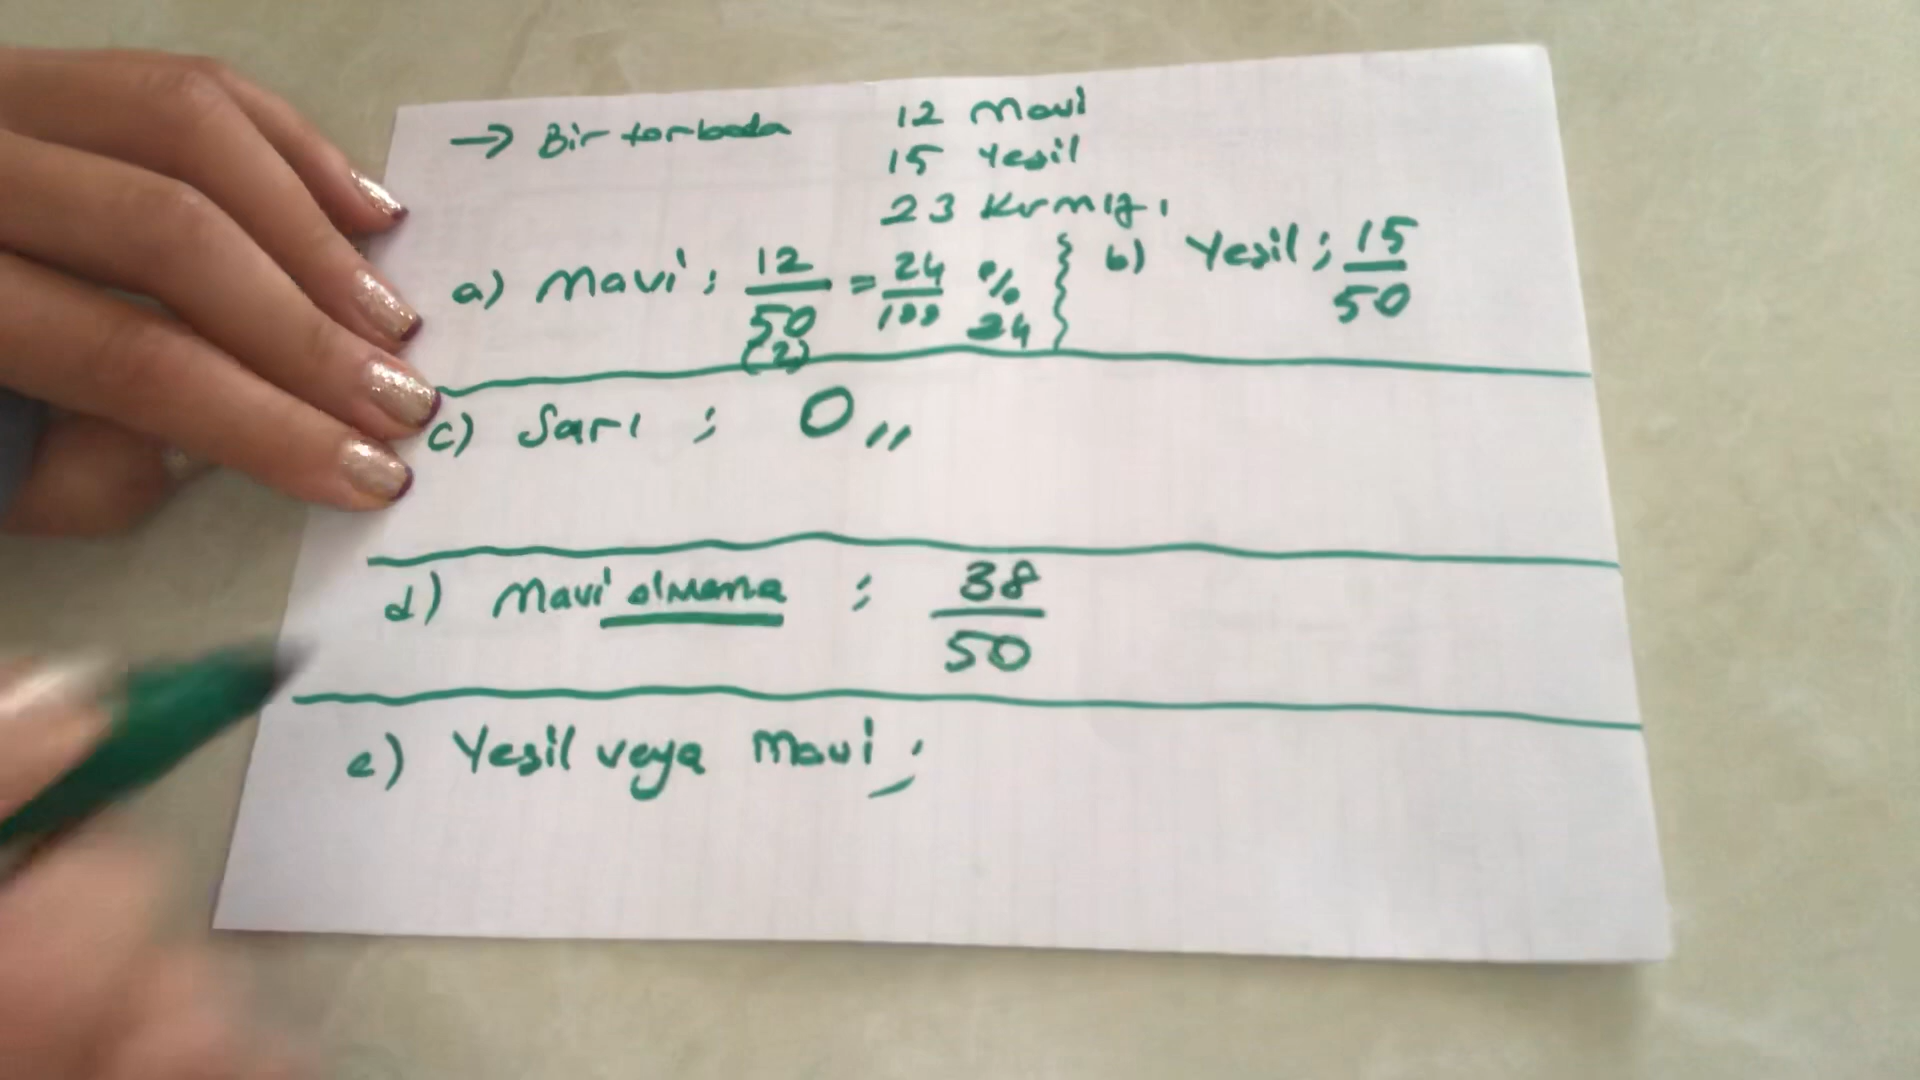 → Bir torbada 12 Mavi
15 Yeşil
23 Kırmızı
a) Mavi : 12/50 (2) = 24/100 % 24
b) Yeşil ; 15/50
c) Sarı ; 0,,
d) Mavi olmama : 38/50
e) Yeşil veya Mavi ;